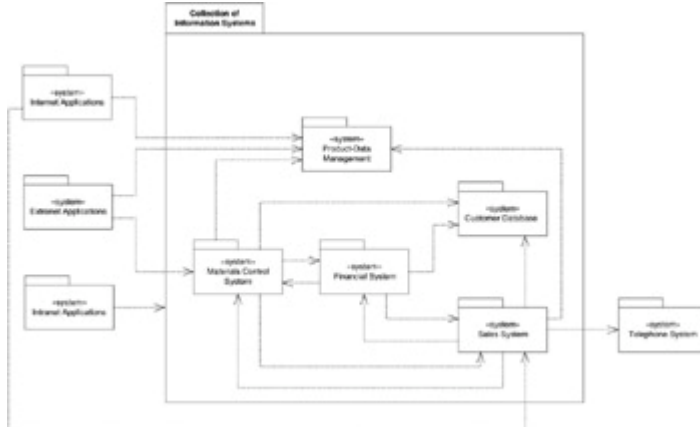 Collection of
Information Systems
«system»
Internet Applications
«system»
Product-Data
Management
«system»
Extranet Applications
«system»
Customer Database
«system»
Materials Control
System
«system»
Financial System
«system»
Intranet Applications
«system»
Sales System
«system»
Telephone System